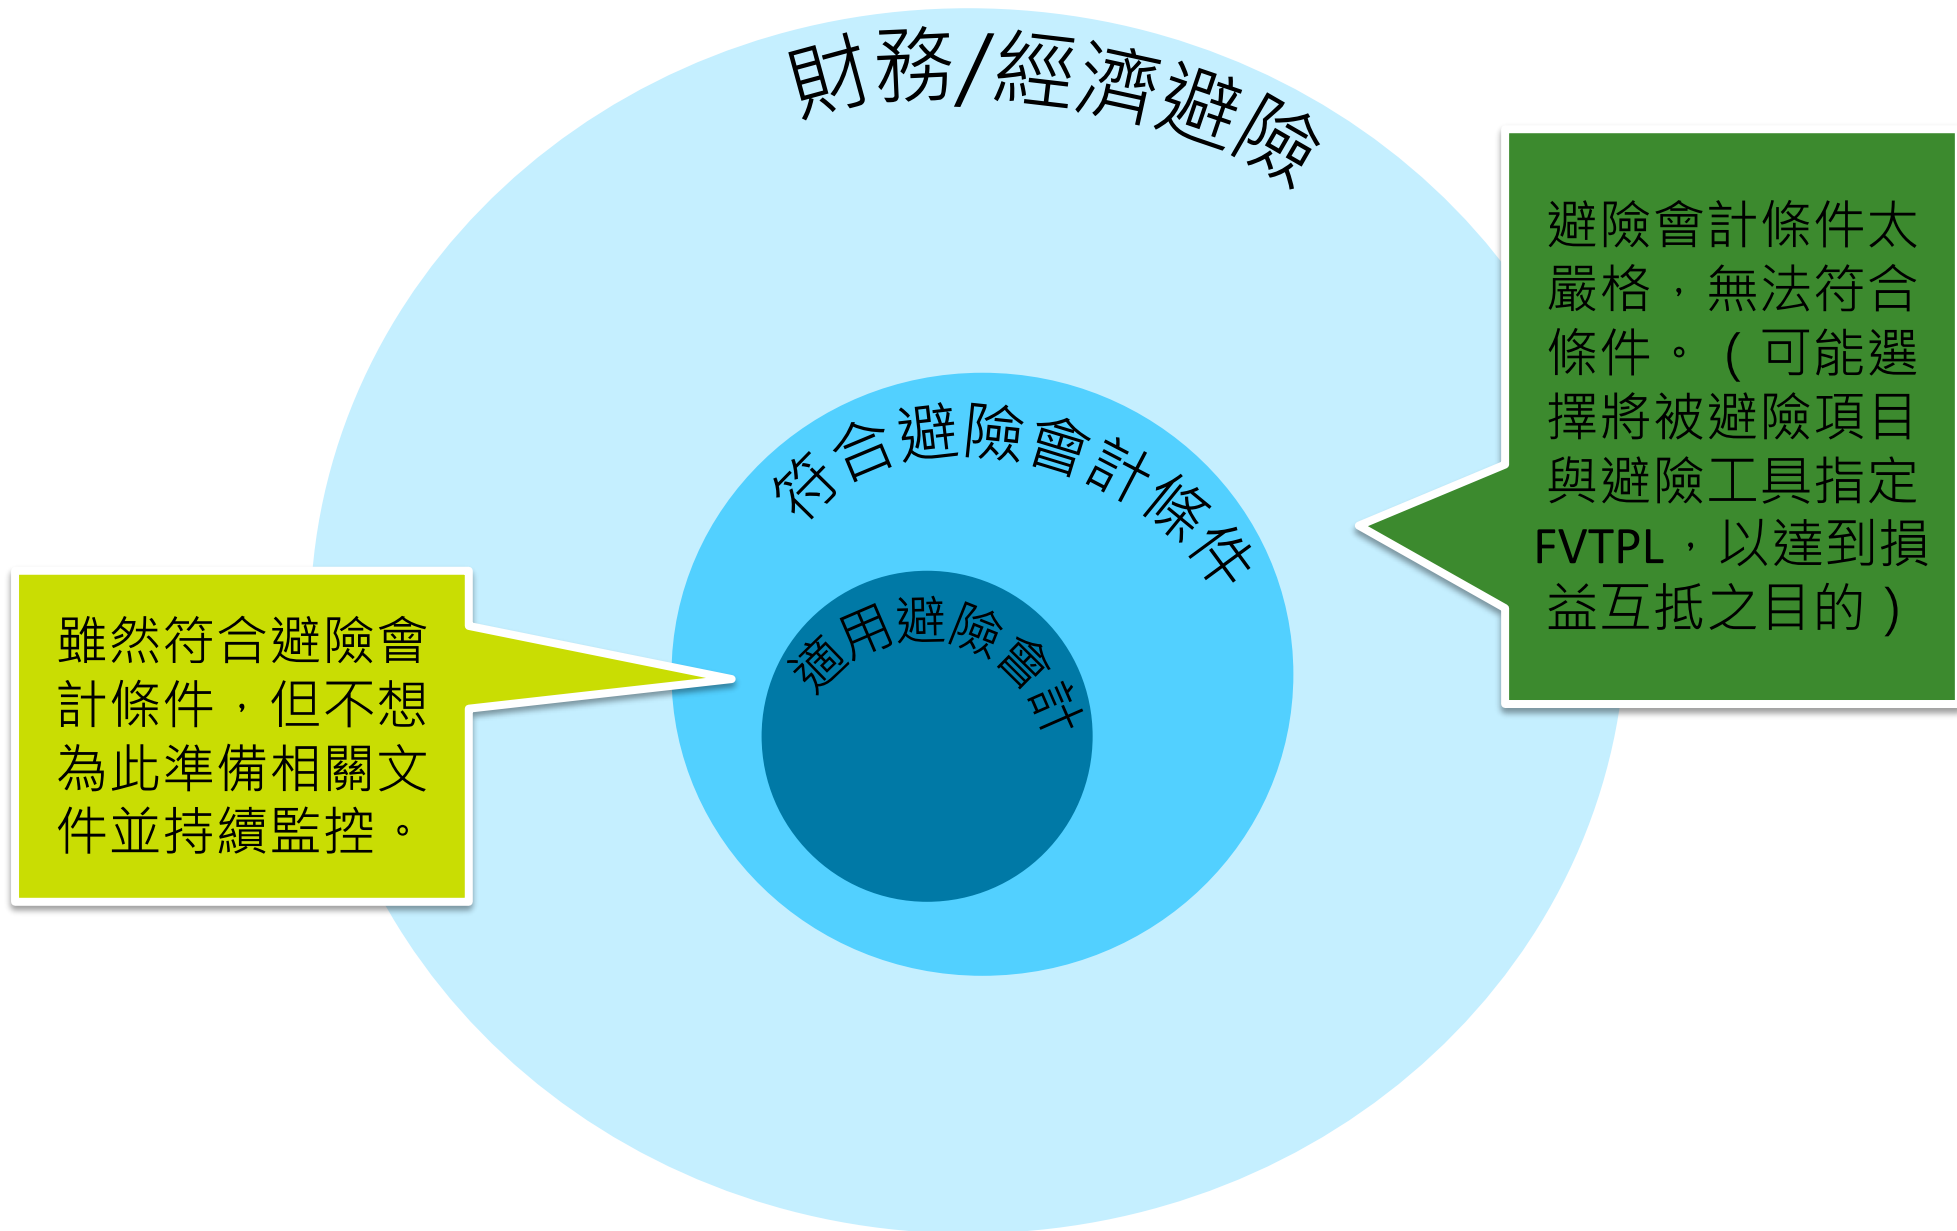 財務/經濟避險
符合避險會計條件
適用避險會計
雖然符合避險會
計條件，但不想
為此準備相關文
件並持續監控。
避險會計條件太
嚴格，無法符合
條件。（可能選
擇將被避險項目
與避險工具指定
FVTPL，以達到損
益互抵之目的）